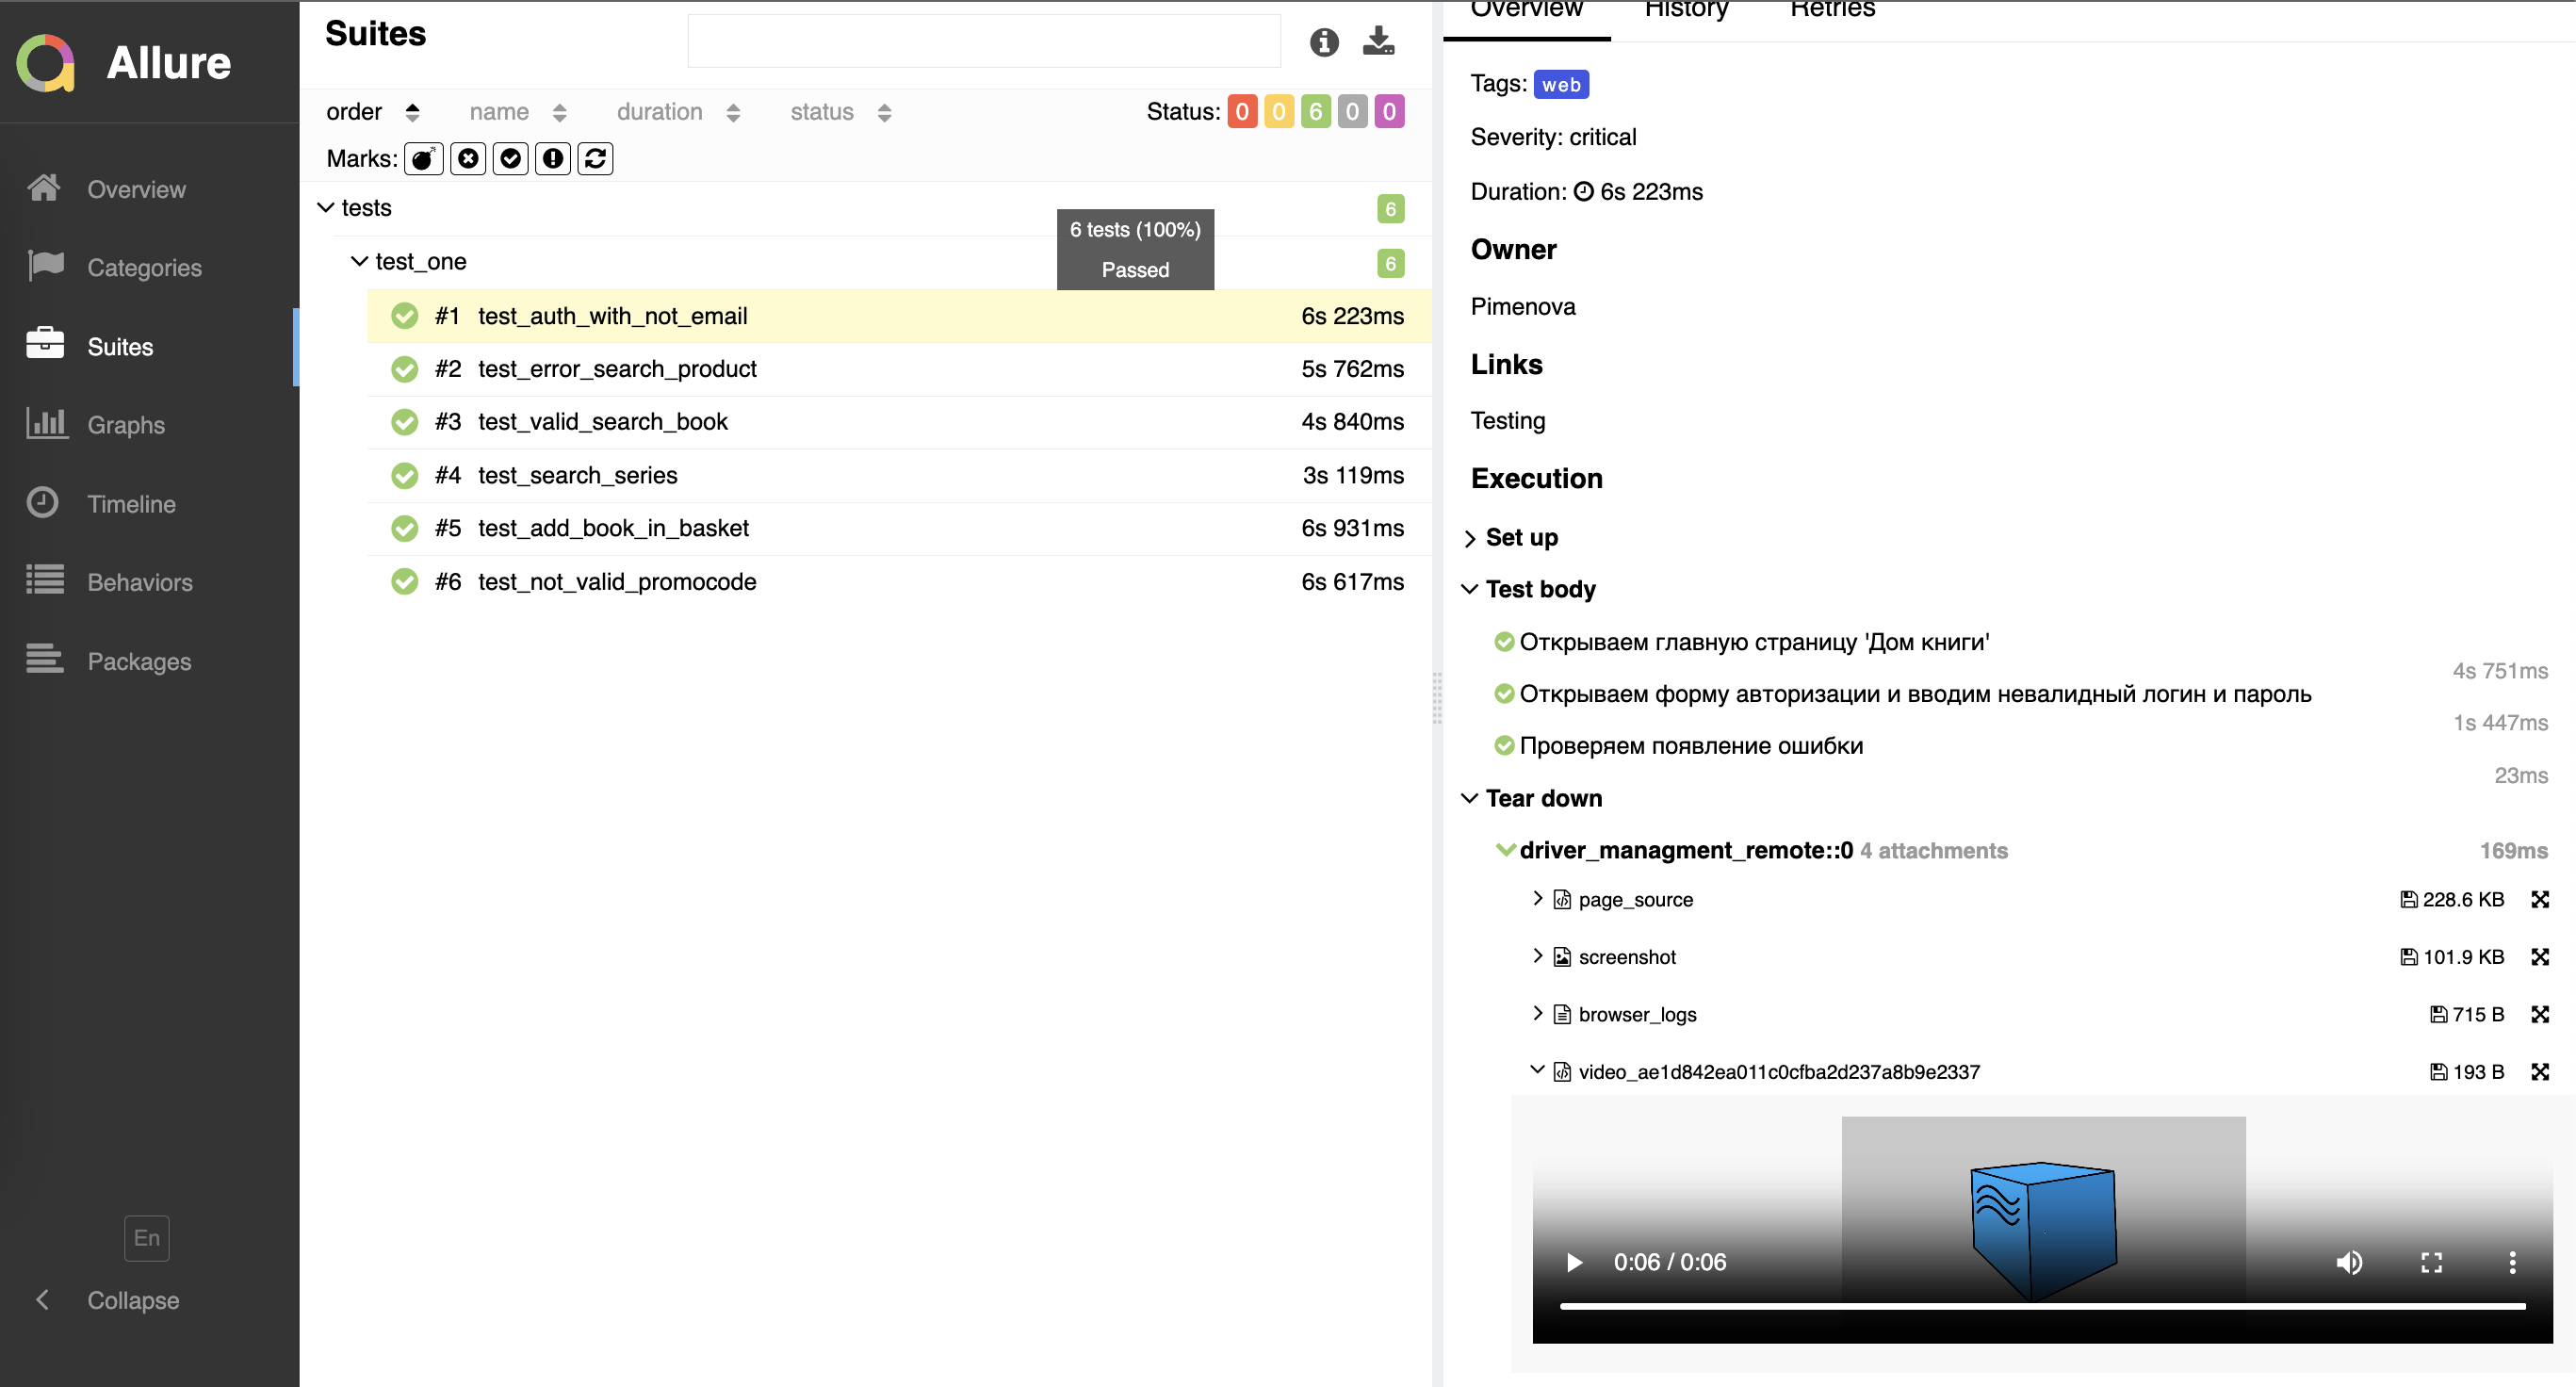 Allure
Overview
Categories
Suites
Graphs
Timeline
Behaviors
Packages
En
Collapse
Suites
order name duration status Status: 0 0 6 0 0
Marks:
tests 6
6 tests (100%)
Passed
test_one 6
#1 test_auth_with_not_email 6s 223ms
#2 test_error_search_product 5s 762ms
#3 test_valid_search_book 4s 840ms
#4 test_search_series 3s 119ms
#5 test_add_book_in_basket 6s 931ms
#6 test_not_valid_promocode 6s 617ms
Overview History Retries
Tags: web
Severity: critical
Duration: 6s 223ms
Owner
Pimenova
Links
Testing
Execution
Set up
Test body
Открываем главную страницу 'Дом книги'
4s 751ms
Открываем форму авторизации и вводим невалидный логин и пароль
1s 447ms
Проверяем появление ошибки
23ms
Tear down
driver_managment_remote::0 4 attachments 169ms
page_source 228.6 KB
screenshot 101.9 KB
browser_logs 715 B
video_ae1d842ea011c0cfba2d237a8b9e2337 193 B
0:06 / 0:06